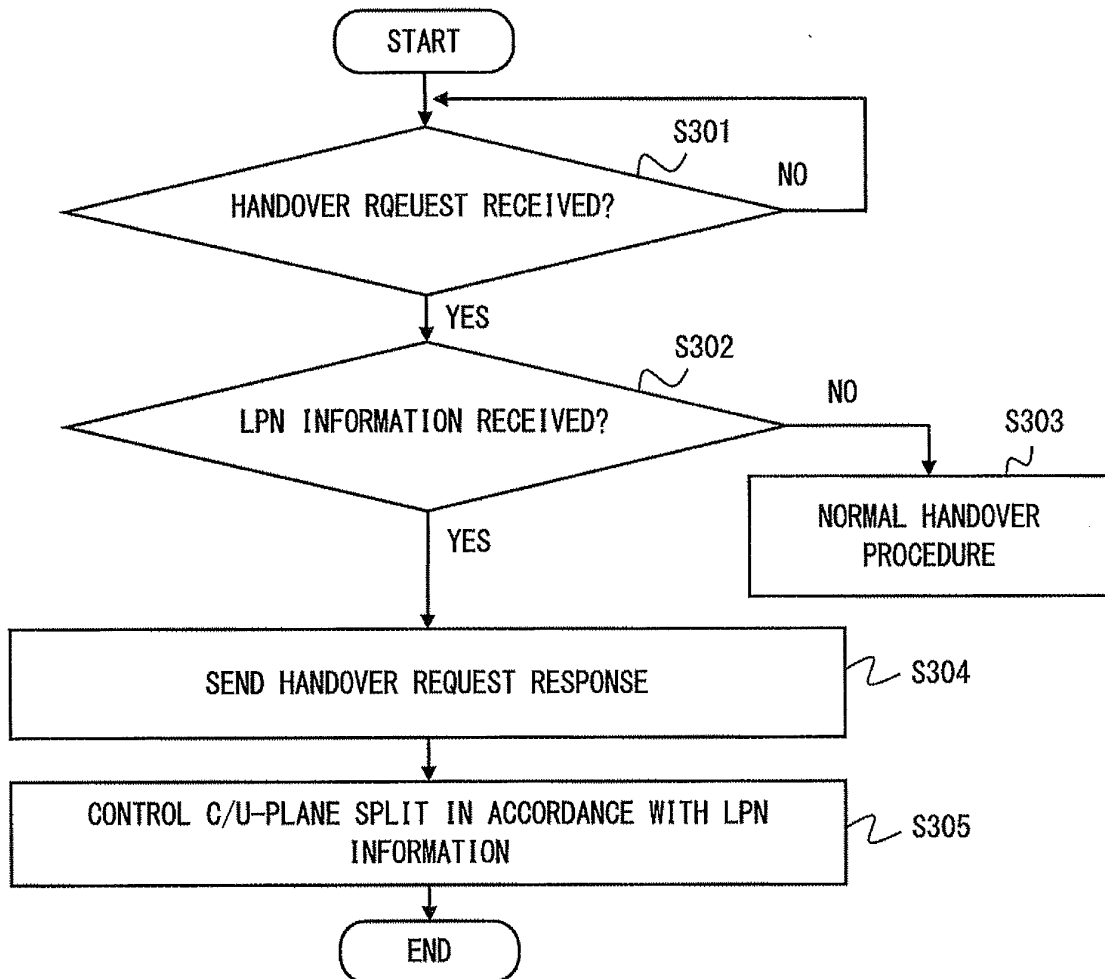 START
S301
NO
HANDOVER RQEUEST RECEIVED?
YES
S302
NO
LPN INFORMATION RECEIVED?
S303
YES
NORMAL HANDOVER
PROCEDURE
SEND HANDOVER REQUEST RESPONSE
S304
CONTROL C/U-PLANE SPLIT IN ACCORDANCE WITH LPN
INFORMATION
S305
END